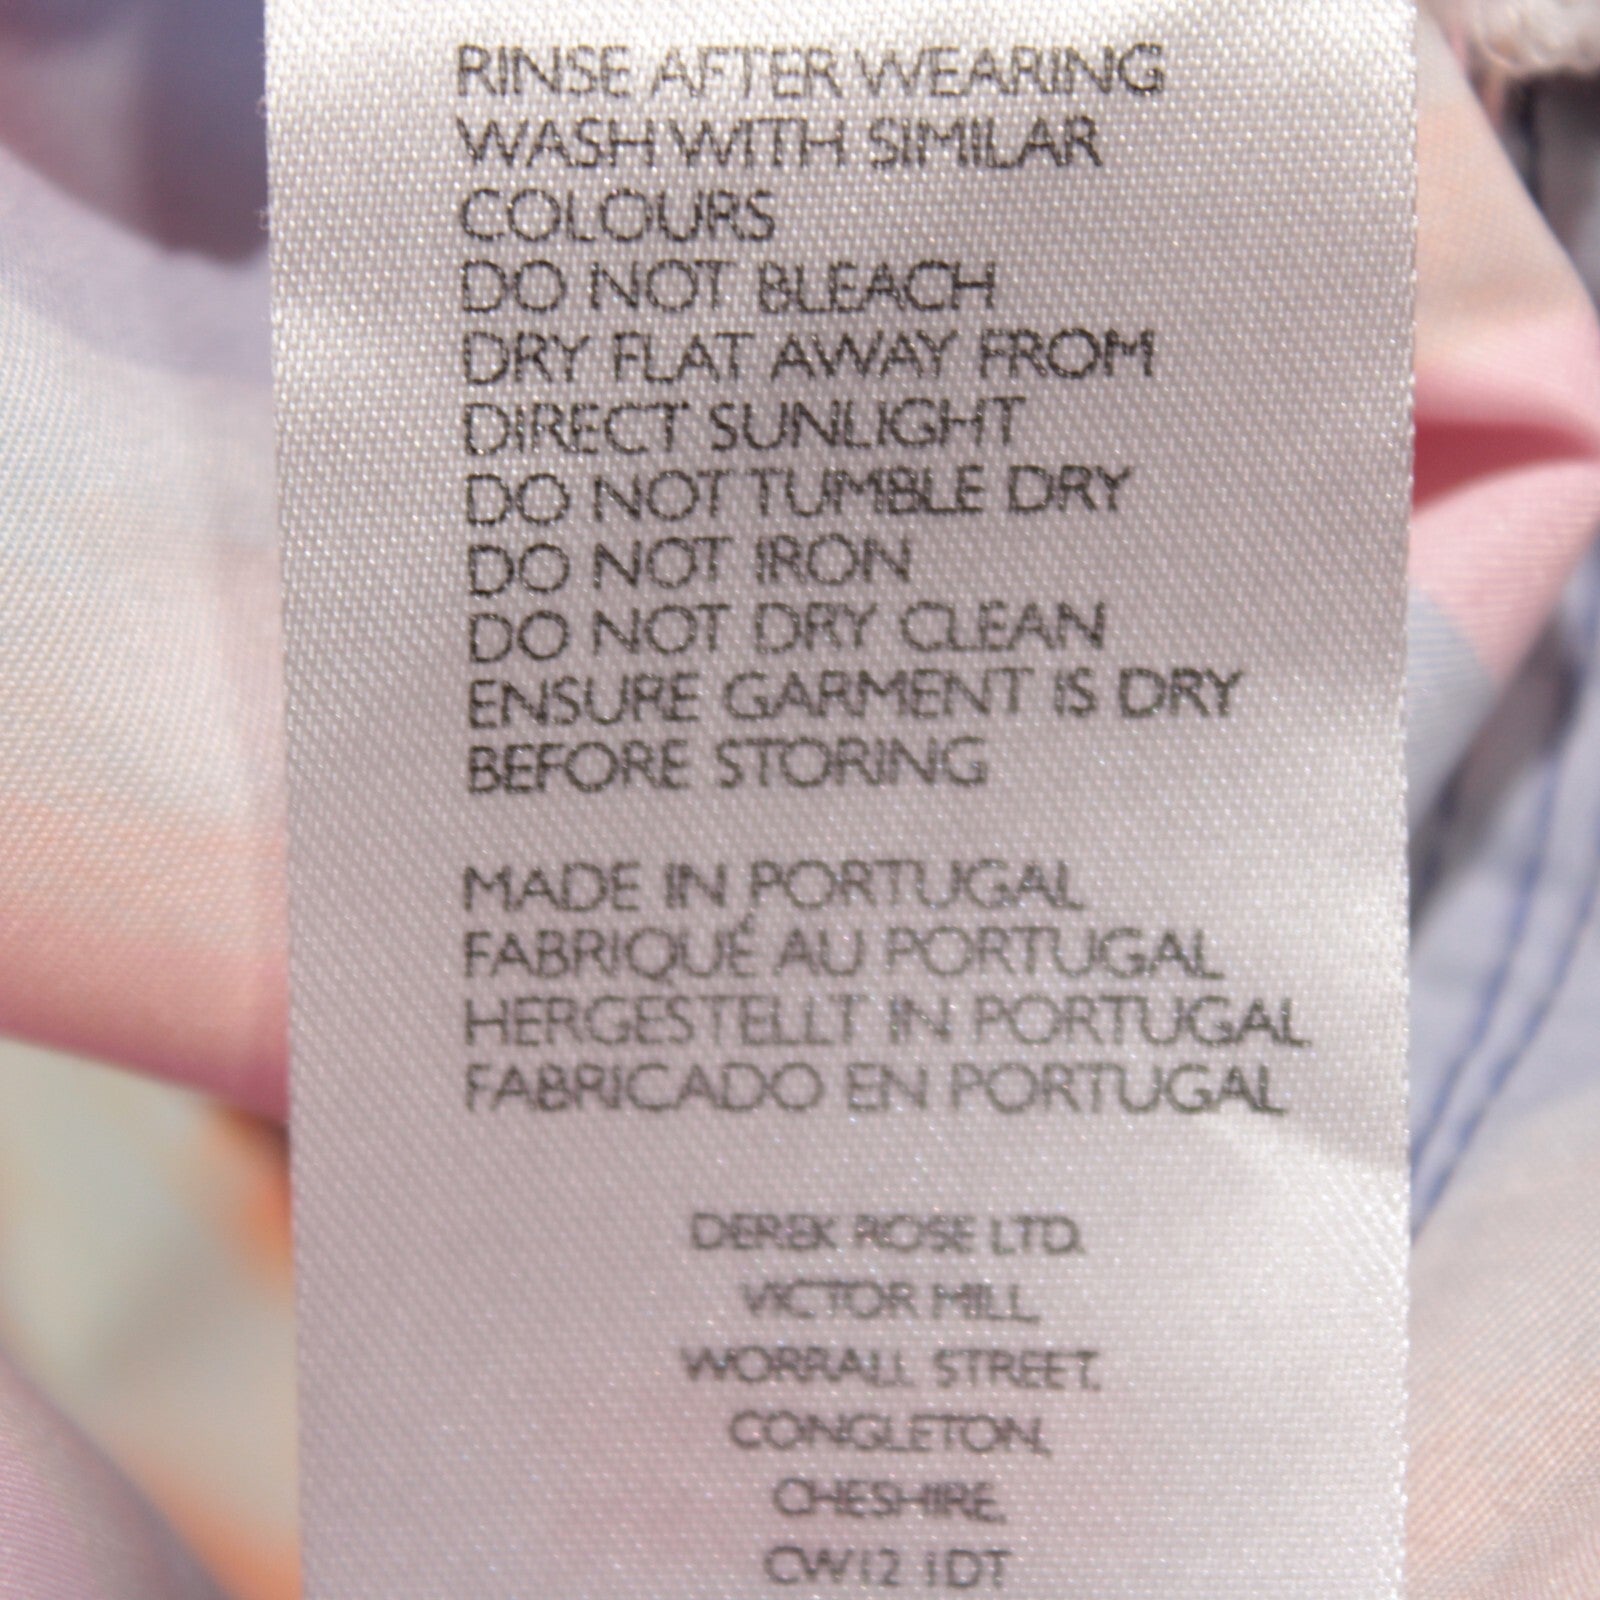 RINSE AFTER WEARING
WASH WITH SIMILAR
COLOURS
DO NOT BLEACH
DRY FLAT AWAY FROM
DIRECT SUNLIGHT
DO NOT TUMBLE DRY
DO NOT IRON
DO NOT DRY CLEAN
ENSURE GARMENT IS DRY
BEFORE STORING
MADE IN PORTUGAL
FABRIQUÉ AU PORTUGAL
HERGESTELLT IN PORTUGAL
FABRICADO EN PORTUGAL
DEREK ROSE LTD.
VICTOR MILL,
WORRALL STREET,
CONGLETON,
CHESHIRE,
CW12 1DT